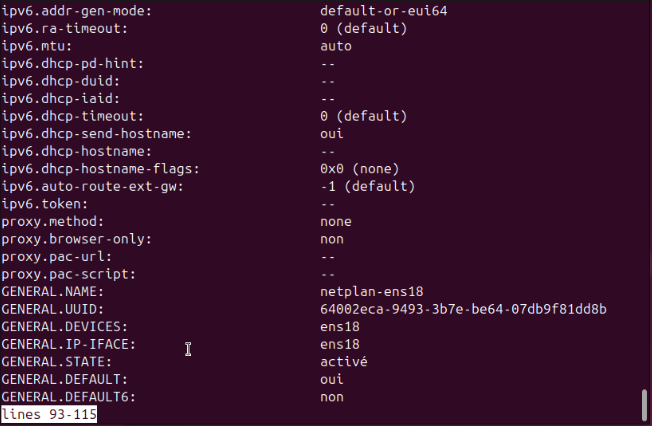 ipv6.addr-gen-mode: default-or-eui64
ipv6.ra-timeout: 0 (default)
ipv6.mtu: auto
ipv6.dhcp-pd-hint: --
ipv6.dhcp-duid: --
ipv6.dhcp-iaid: --
ipv6.dhcp-timeout: 0 (default)
ipv6.dhcp-send-hostname: oui
ipv6.dhcp-hostname: --
ipv6.dhcp-hostname-flags: 0x0 (none)
ipv6.auto-route-ext-gw: -1 (default)
ipv6.token: --
proxy.method: none
proxy.browser-only: non
proxy.pac-url: --
proxy.pac-script: --
GENERAL.NAME: netplan-ens18
GENERAL.UUID: 64002eca-9493-3b7e-be64-07db9f81dd8b
GENERAL.DEVICES: ens18
GENERAL.IP-IFACE: ens18
GENERAL.STATE: activé
GENERAL.DEFAULT: oui
GENERAL.DEFAULT6: non
lines 93-115